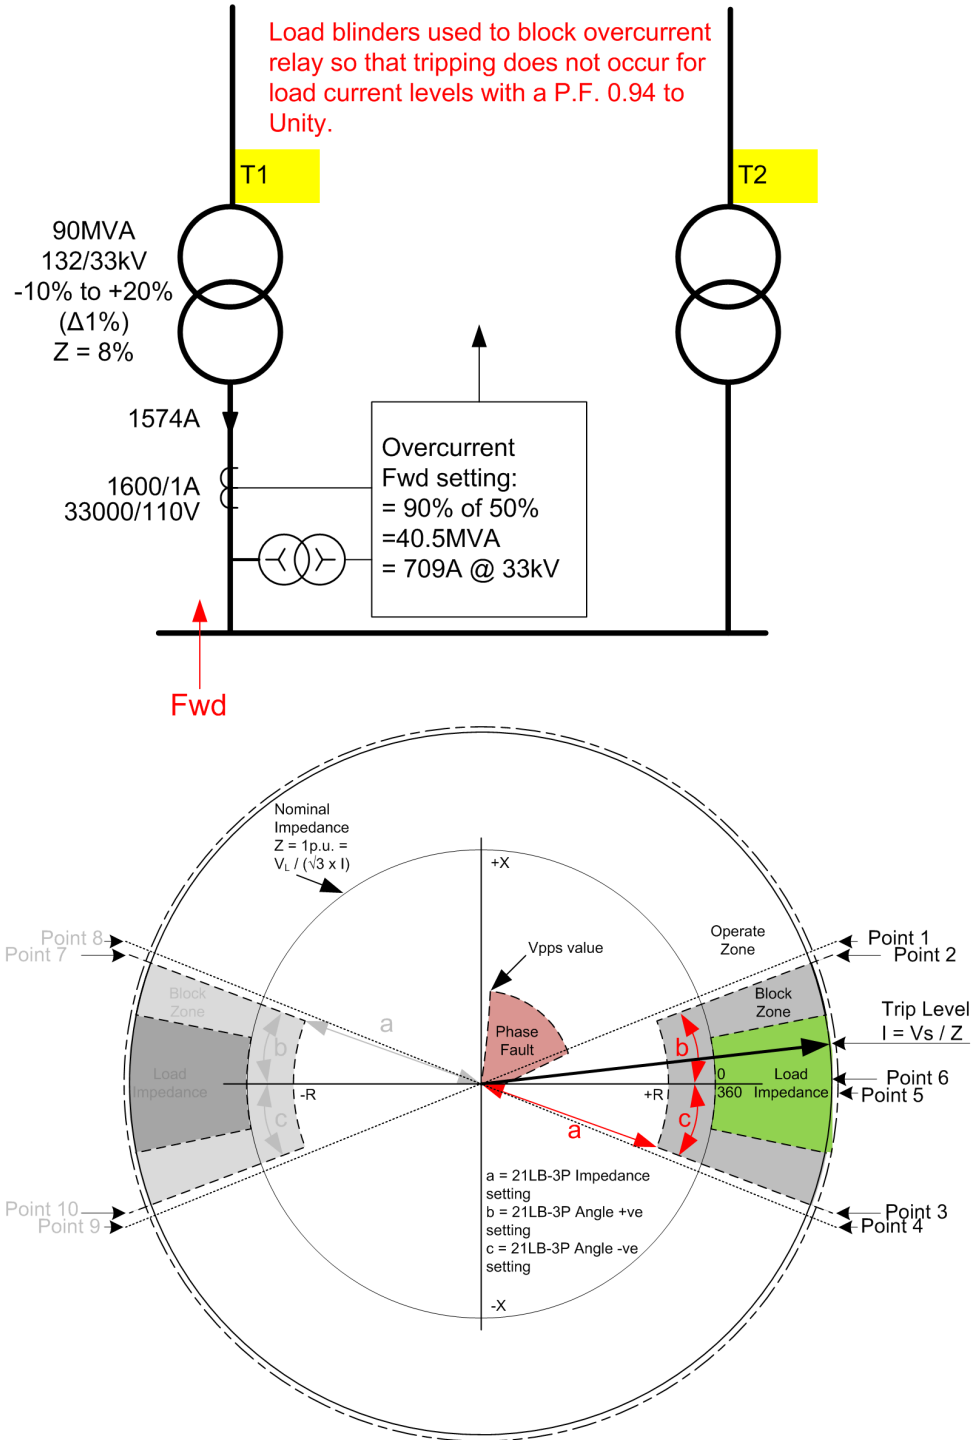 Load blinders used to block overcurrent
relay so that tripping does not occur for
load current levels with a P.F. 0.94 to
Unity.
T1
T2
90MVA
132/33kV
-10% to +20%
(Δ1%)
Z = 8%
1574A
1600/1A
33000/110V
Overcurrent
Fwd setting:
= 90% of 50%
=40.5MVA
= 709A @ 33kV
Fwd
Nominal
Impedance
Z = 1p.u. =
VL / (√3 x I)
+X
Operate
Zone
Vpps value
Point 8
Point 7
Point 1
Point 2
Block
Zone
Block
Zone
Trip Level
I = Vs / Z
a
b
Phase
Fault
b
Load
Impedance
-R
+R
0
360
Load
Impedance
Point 6
Point 5
c
a
c
a = 21LB-3P Impedance
setting
b = 21LB-3P Angle +ve
setting
c = 21LB-3P Angle -ve
setting
Point 10
Point 9
Point 3
Point 4
-X